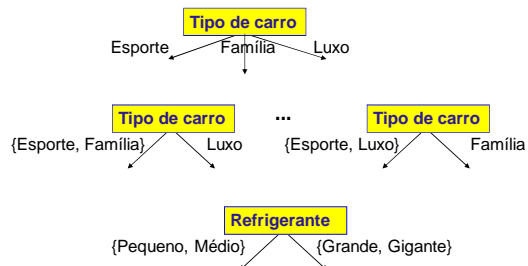 Tipo de carro
Esporte Família Luxo
Tipo de carro ... Tipo de carro
{Esporte, Família} Luxo {Esporte, Luxo} Família
Refrigerante
{Pequeno, Médio} {Grande, Gigante}